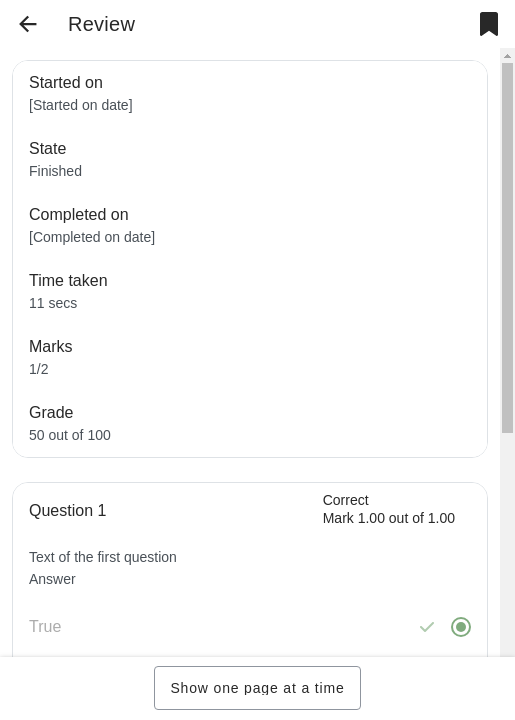 Review
Started on
[Started on date]
State
Finished
Completed on
[Completed on date]
Time taken
11 secs
Marks
1/2
Grade
50 out of 100
Question 1
Correct
Mark 1.00 out of 1.00
Text of the first question
Answer
True
Show one page at a time